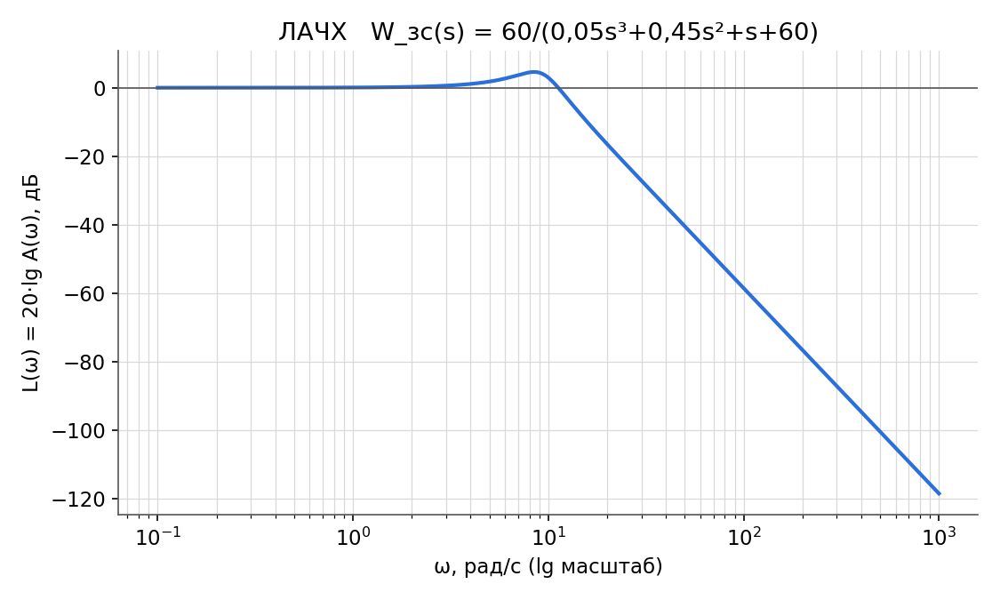 ЛАЧХ W_зс(s) = 60/(0,05s³+0,45s²+s+60)
L(ω) = 20·lg A(ω), дБ
0
−20
−40
−60
−80
−100
−120
10⁻¹ 10⁰ 10¹ 10² 10³
ω, рад/с (lg масштаб)